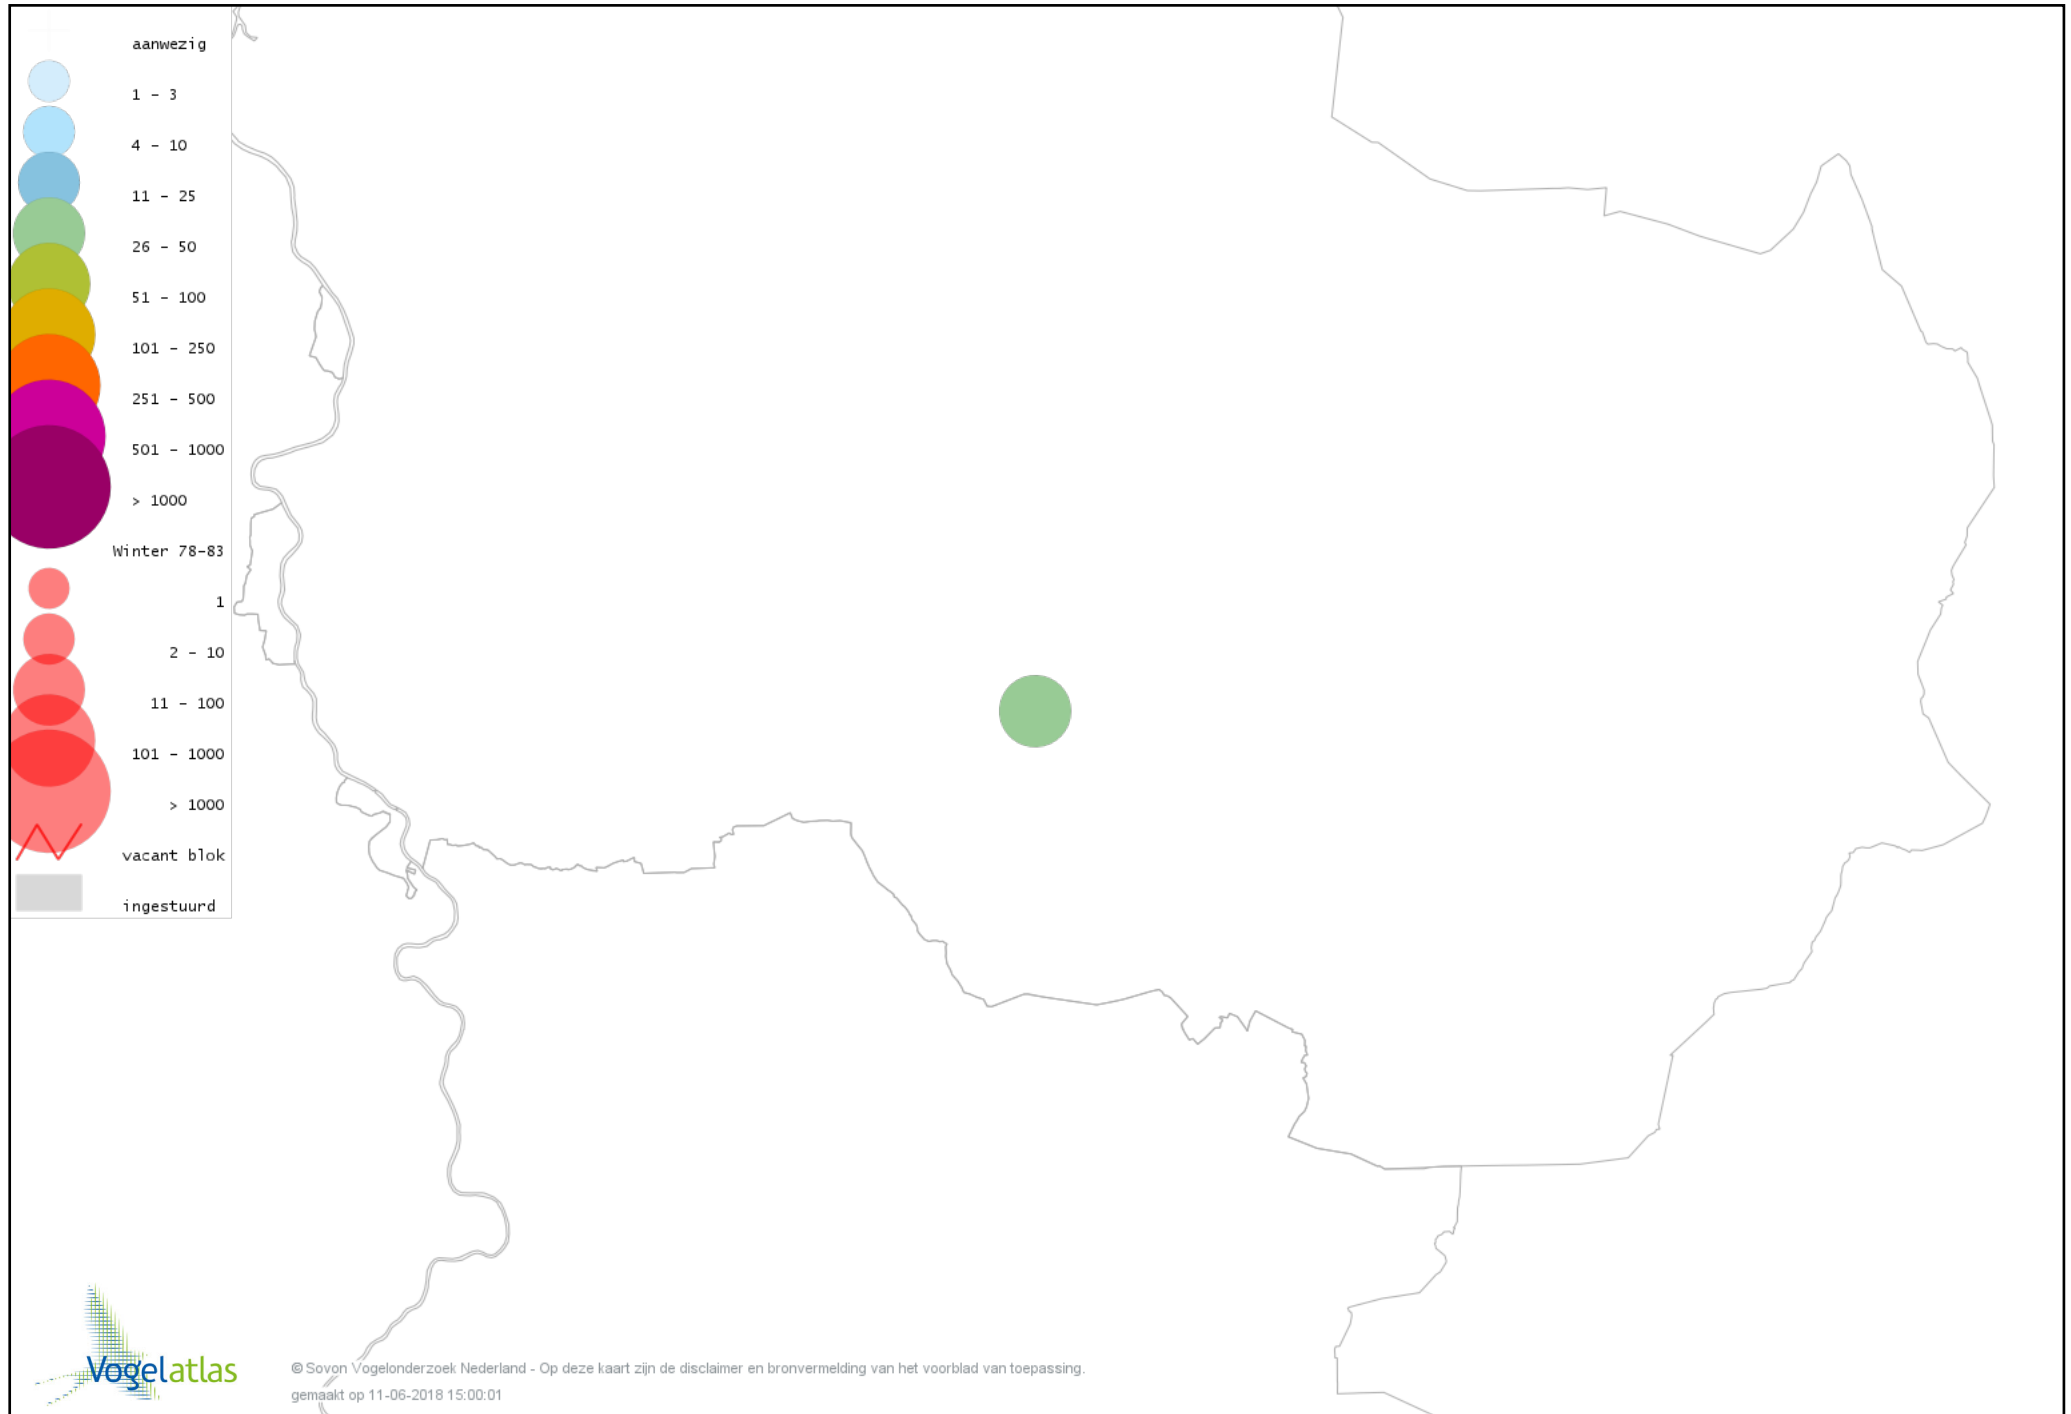 aanwezig
1 - 3
4 - 10
11 - 25
26 - 50
51 - 100
101 - 250
251 - 500
501 - 1000
> 1000
Winter 78-83
1
2 - 10
11 - 100
101 - 1000
> 1000
vacant blok
ingestuurd
Vogelatlas
© Sovon Vogelonderzoek Nederland - Op deze kaart zijn de disclaimer en bronvermelding van het voorblad van toepassing.
gemaakt op 11-06-2018 15:00:01